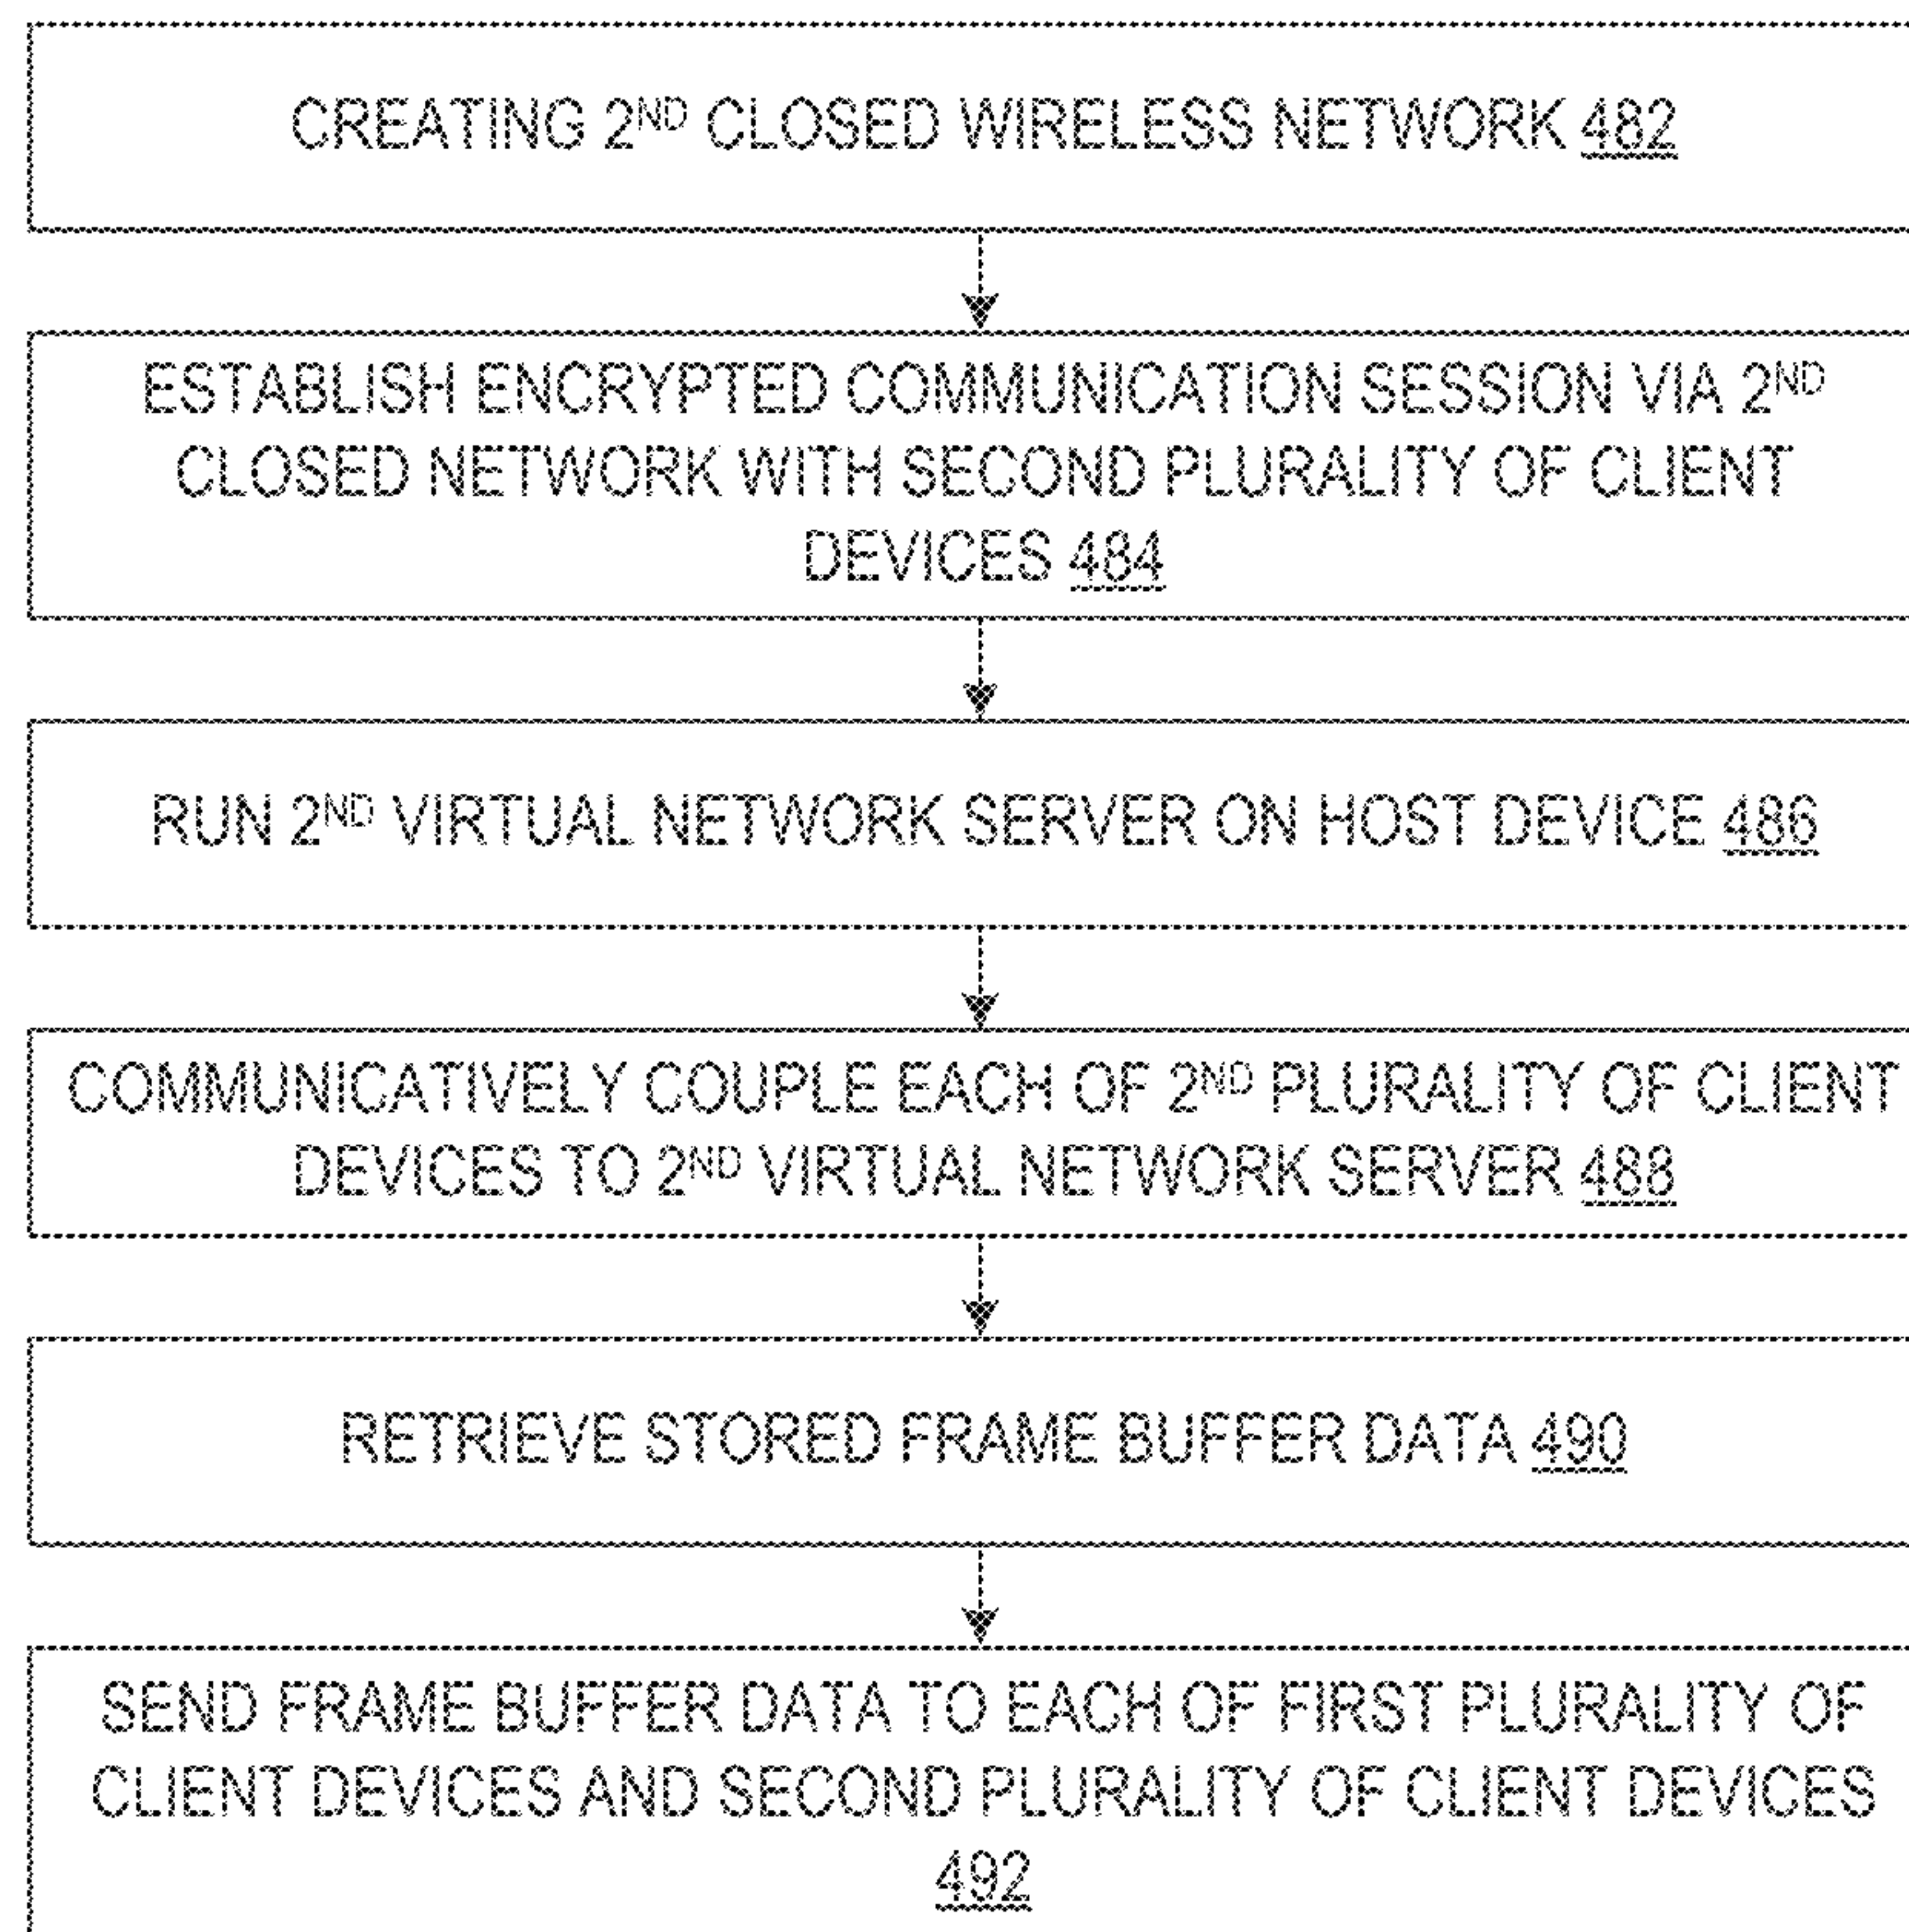 CREATING 2ND CLOSED WIRELESS NETWORK 482
ESTABLISH ENCRYPTED COMMUNICATION SESSION VIA 2ND
CLOSED NETWORK WITH SECOND PLURALITY OF CLIENT
DEVICES 484
RUN 2ND VIRTUAL NETWORK SERVER ON HOST DEVICE 486
COMMUNICATIVELY COUPLE EACH OF 2ND PLURALITY OF CLIENT
DEVICES TO 2ND VIRTUAL NETWORK SERVER 488
RETRIEVE STORED FRAME BUFFER DATA 490
SEND FRAME BUFFER DATA TO EACH OF FIRST PLURALITY OF
CLIENT DEVICES AND SECOND PLURALITY OF CLIENT DEVICES
492